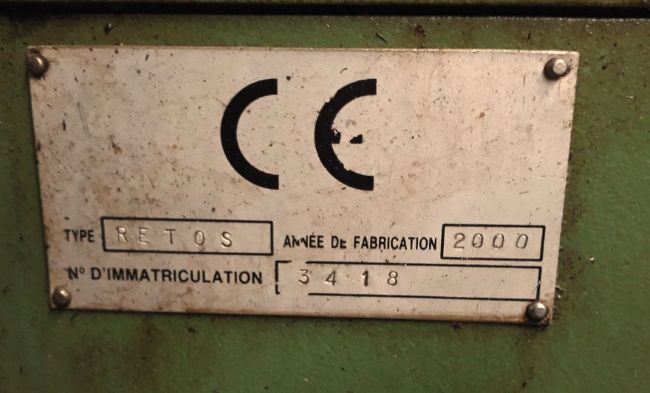 CE
TYPE RETOS ANNÉE DE FABRICATION 2000
N° D'IMMATRICULATION 3418